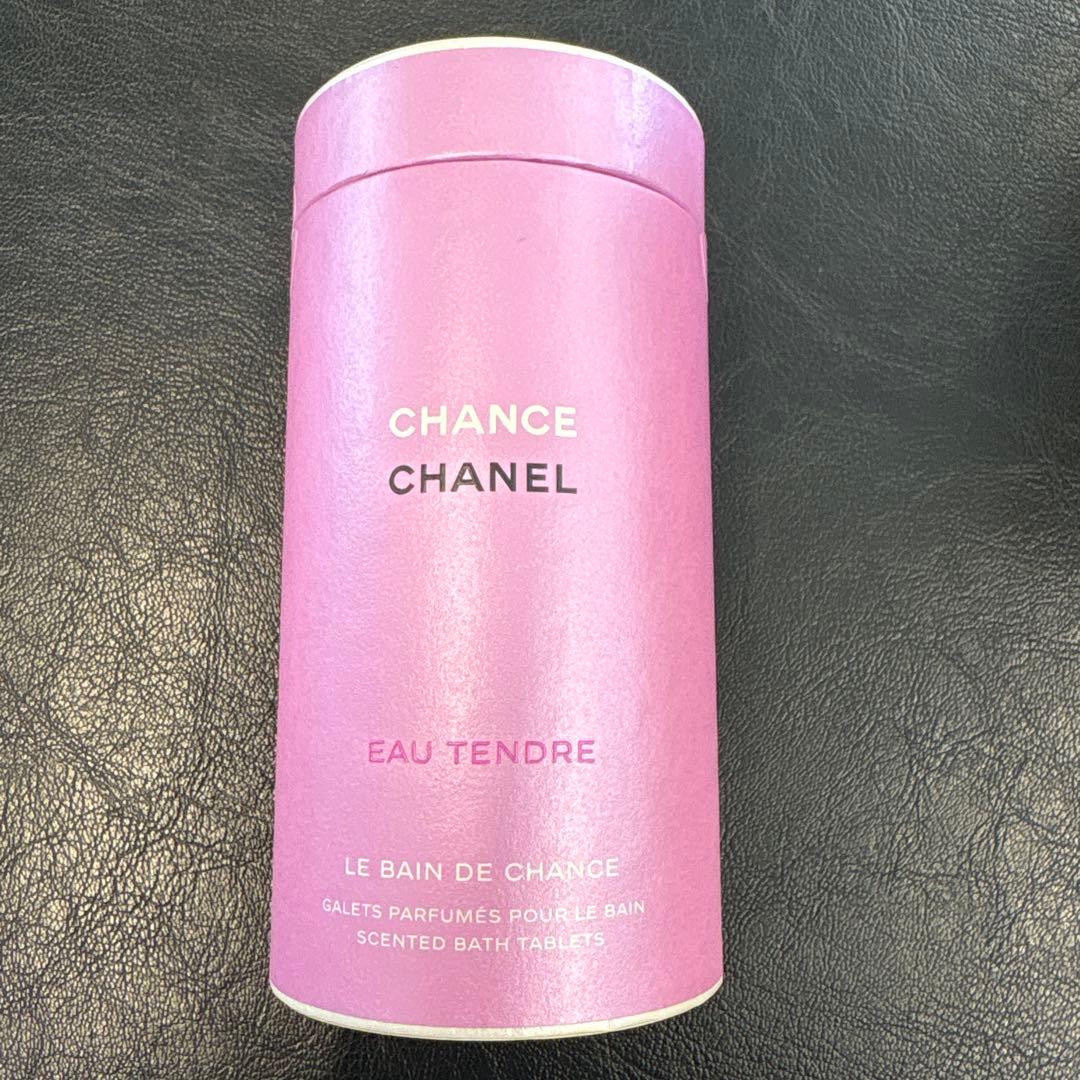 CHANCE
CHANEL
EAU TENDRE
LE BAIN DE CHANCE
GALETS PARFUMÉS POUR LE BAIN
SCENTED BATH TABLETS